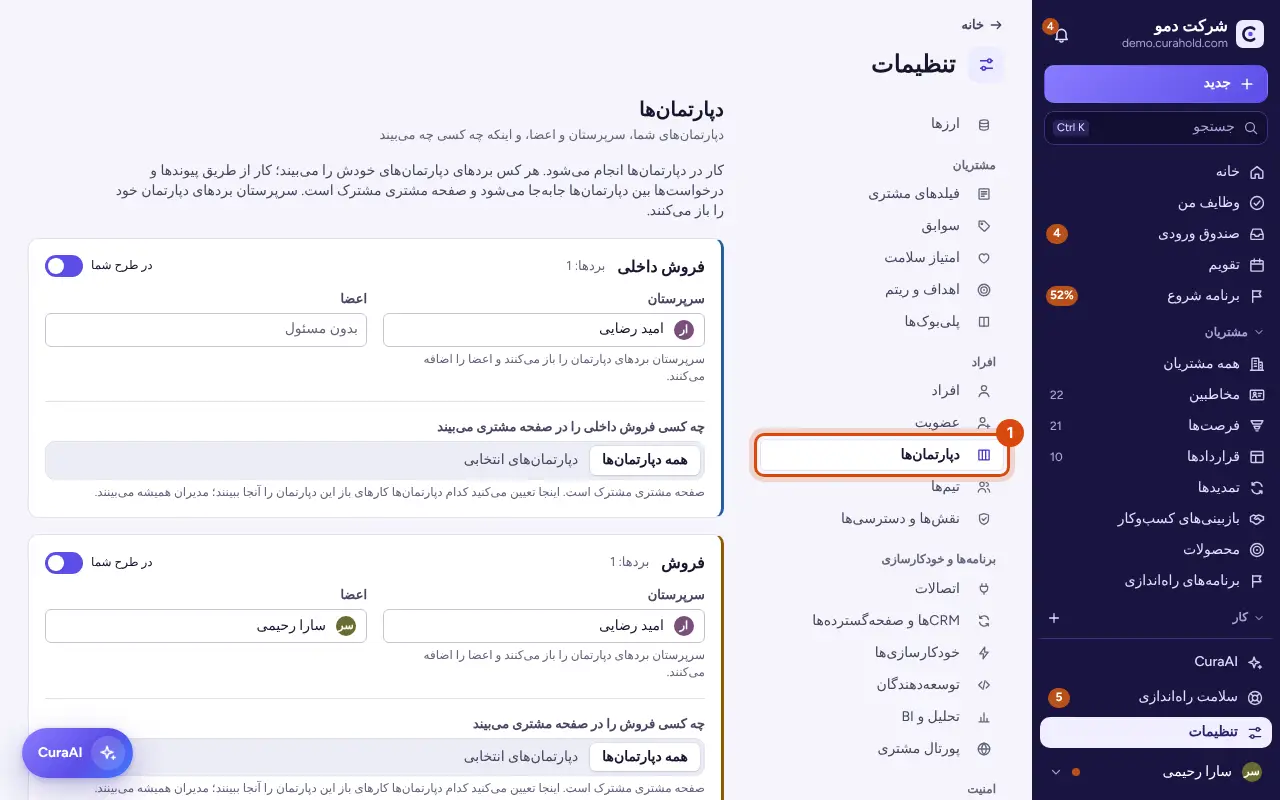 شرکت دمو
demo.curahold.com
4
جدید
جستجو
Ctrl K
خانه
وظایف من
صندوق ورودی
4
تقویم
برنامه شروع
52%
مشتریان
همه مشتریان
مخاطبین
22
فرصت‌ها
21
قراردادها
10
تمدیدها
بازبینی‌های کسب‌وکار
محصولات
برنامه‌های راه‌اندازی
کار
CuraAI
سلامت راه‌اندازی
5
تنظیمات
سر
سارا رحیمی
خانه
تنظیمات
ارزها
مشتریان
فیلدهای مشتری
سوابق
امتیاز سلامت
اهداف و ریتم
پلی‌بوک‌ها
افراد
افراد
عضویت
1
دپارتمان‌ها
تیم‌ها
نقش‌ها و دسترسی‌ها
برنامه‌ها و خودکارسازی
اتصالات
CRMها و صفحه‌گسترده‌ها
خودکارسازی‌ها
توسعه‌دهندگان
تحلیل و BI
پورتال مشتری
امنیت
دپارتمان‌ها
دپارتمان‌های شما، سرپرستان و اعضا، و اینکه چه کسی چه می‌بیند
کار در دپارتمان‌ها انجام می‌شود. هر کس بردهای دپارتمان‌های خودش را می‌بیند؛ کار از طریق پیوندها و
درخواست‌ها بین دپارتمان‌ها جابه‌جا می‌شود و صفحه مشتری مشترک است. سرپرستان بردهای دپارتمان خود
را باز می‌کنند.
فروش داخلی
بردها: 1
در طرح شما
سرپرستان
اعضا
ار
امید رضایی
بدون مسئول
سرپرستان بردهای دپارتمان را باز می‌کنند و اعضا را اضافه
می‌کنند.
چه کسی فروش داخلی را در صفحه مشتری می‌بیند
همه دپارتمان‌ها
دپارتمان‌های انتخابی
صفحه مشتری مشترک است. اینجا تعیین می‌کنید کدام دپارتمان‌ها کارهای باز این دپارتمان را آنجا ببینند؛ مدیران همیشه می‌بینند.
فروش
بردها: 1
در طرح شما
سرپرستان
اعضا
ار
امید رضایی
سر
سارا رحیمی
سرپرستان بردهای دپارتمان را باز می‌کنند و اعضا را اضافه
می‌کنند.
چه کسی فروش را در صفحه مشتری می‌بیند
همه دپارتمان‌ها
دپارتمان‌های انتخابی
صفحه مشتری مشترک است. اینجا تعیین می‌کنید کدام دپارتمان‌ها کارهای باز این دپارتمان را آنجا ببینند؛ مدیران همیشه می‌بینند.
CuraAI